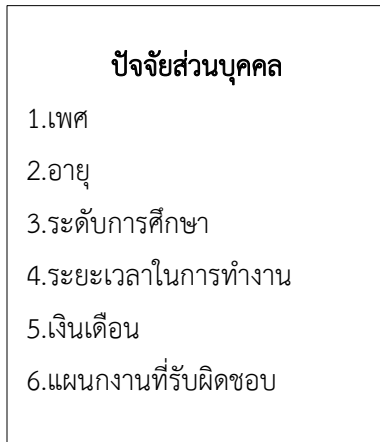 ปัจจัยส่วนบุคคล
1.เพศ
2.อายุ
3.ระดับการศึกษา
4.ระยะเวลาในการทำงาน
5.เงินเดือน
6.แผนกงานที่รับผิดชอบ